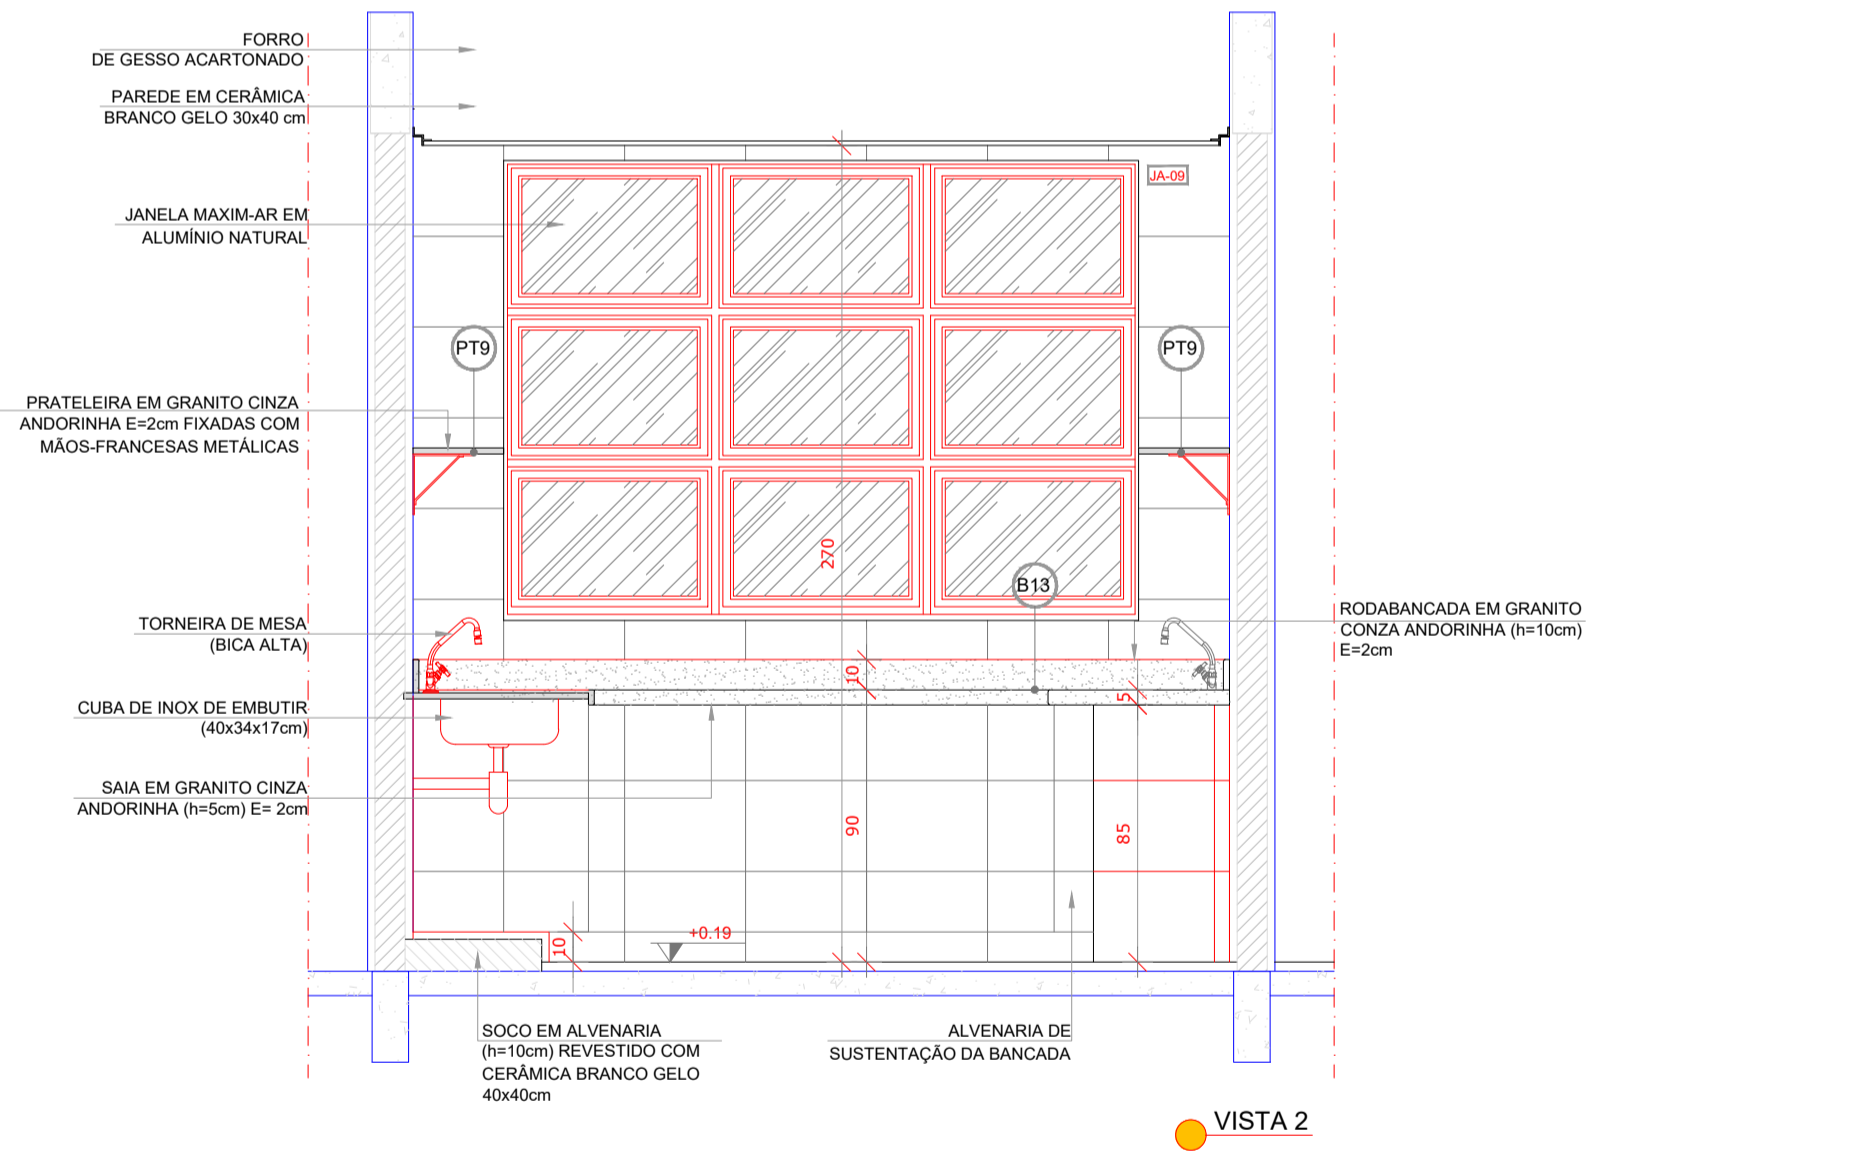 FORRO
DE GESSO ACARTONADO
PAREDE EM CERÂMICA
BRANCO GELO 30x40 cm
JA-09
JANELA MAXIM-AR EM
ALUMÍNIO NATURAL
PT9
PT9
PRATELEIRA EM GRANITO CINZA
ANDORINHA E=2cm FIXADAS COM
MÃOS-FRANCESAS METÁLICAS
270
B13
TORNEIRA DE MESA
(BICA ALTA)
RODABANCADA EM GRANITO
CONZA ANDORINHA (h=10cm)
E=2cm
10
5
CUBA DE INOX DE EMBUTIR
(40x34x17cm)
SAIA EM GRANITO CINZA
ANDORINHA (h=5cm) E= 2cm
90
85
10
+0.19
SOCO EM ALVENARIA
(h=10cm) REVESTIDO COM
CERÂMICA BRANCO GELO
40x40cm
ALVENARIA DE
SUSTENTAÇÃO DA BANCADA
VISTA 2